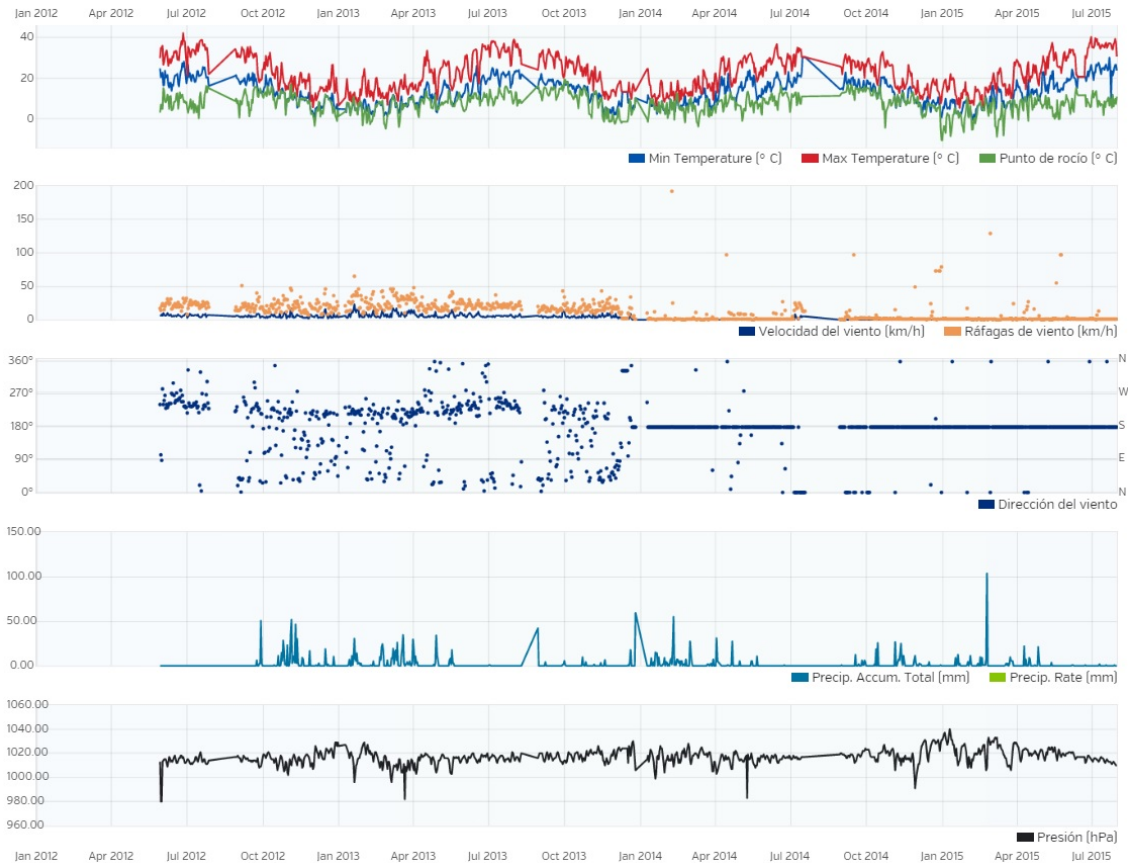 Jan 2012 Apr 2012 Jul 2012 Oct 2012 Jan 2013 Apr 2013 Jul 2013 Oct 2013 Jan 2014 Apr 2014 Jul 2014 Oct 2014 Jan 2015 Apr 2015 Jul 2015
40
20
0
Min Temperature (° C) Max Temperature (° C) Punto de rocío (° C)
200
150
100
50
0
Velocidad del viento (km/h) Ráfagas de viento (km/h)
360° N
270° W
180° S
90° E
0° N
Dirección del viento
150.00
100.00
50.00
0.00
Precip. Accum. Total (mm) Precip. Rate (mm)
1060.00
1040.00
1020.00
1000.00
980.00
960.00
Presión (hPa)
Jan 2012 Apr 2012 Jul 2012 Oct 2012 Jan 2013 Apr 2013 Jul 2013 Oct 2013 Jan 2014 Apr 2014 Jul 2014 Oct 2014 Jan 2015 Apr 2015 Jul 2015